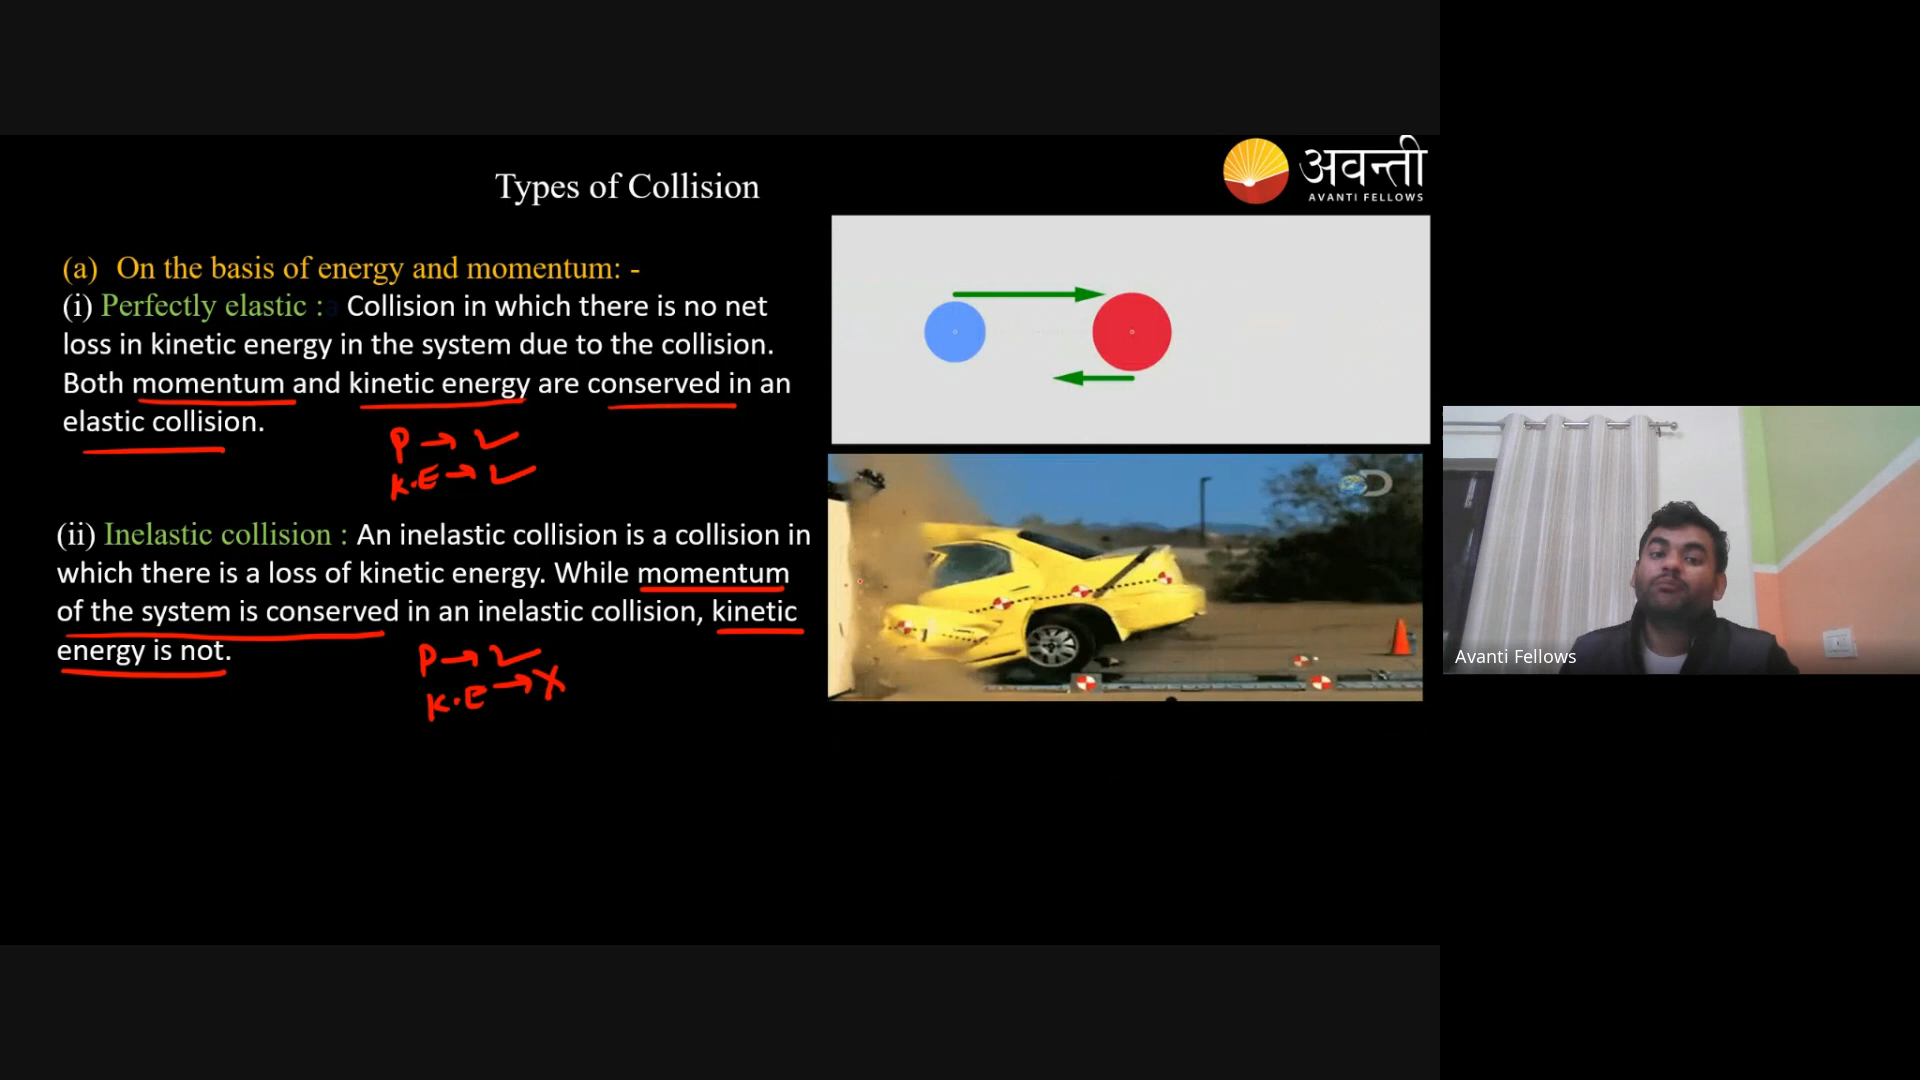 Types of Collision
अवन्ती
AVANTI FELLOWS
(a) On the basis of energy and momentum: -
(i) Perfectly elastic : a Collision in which there is no net
loss in kinetic energy in the system due to the collision.
Both momentum and kinetic energy are conserved in an
elastic collision.
P → ✓
K.E → ✓
(ii) Inelastic collision : An inelastic collision is a collision in
which there is a loss of kinetic energy. While momentum
of the system is conserved in an inelastic collision, kinetic
energy is not.
P → ✓
K.E → X
D
Avanti Fellows